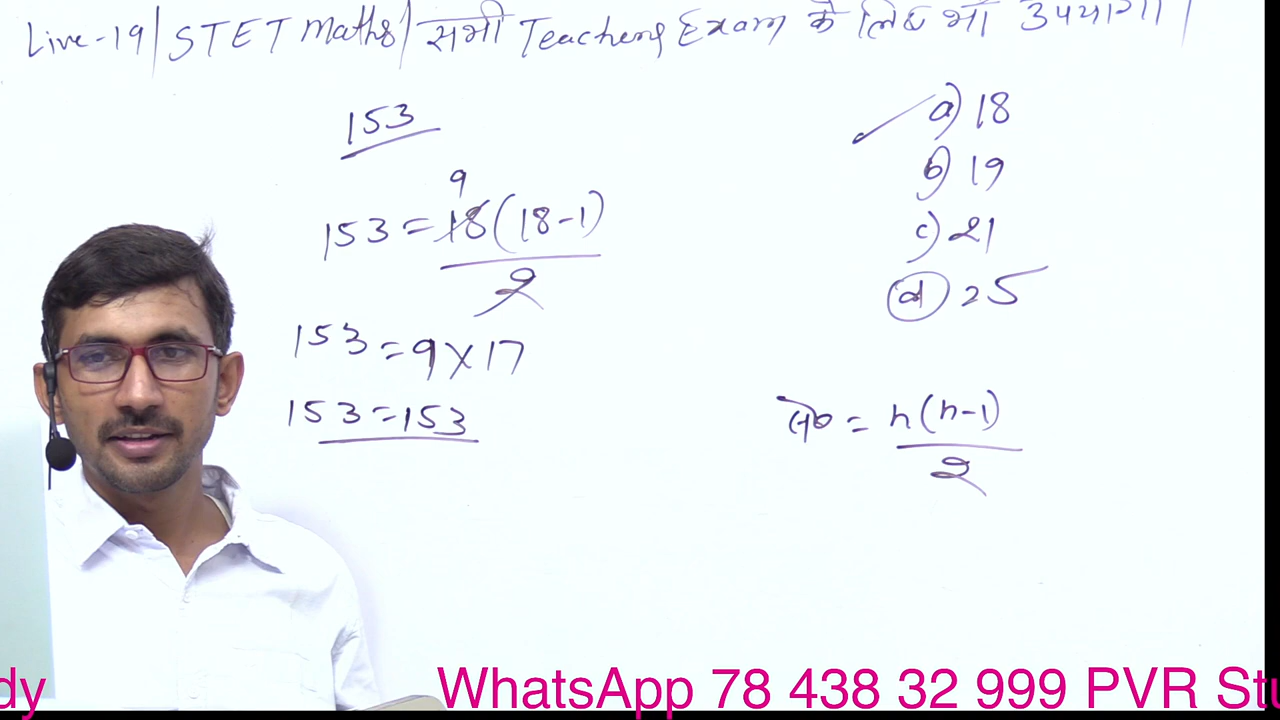 Live-19/ STET Maths/ सभी Teaching Exam के लिए भी उपयोगी।
153
9
153 = 18(18-1)
2
153 = 9×17
153=153
a) 18
b) 19
c) 21
d) 25
= n(n-1)
2
dy
WhatsApp 78 438 32 999 PVR Stu